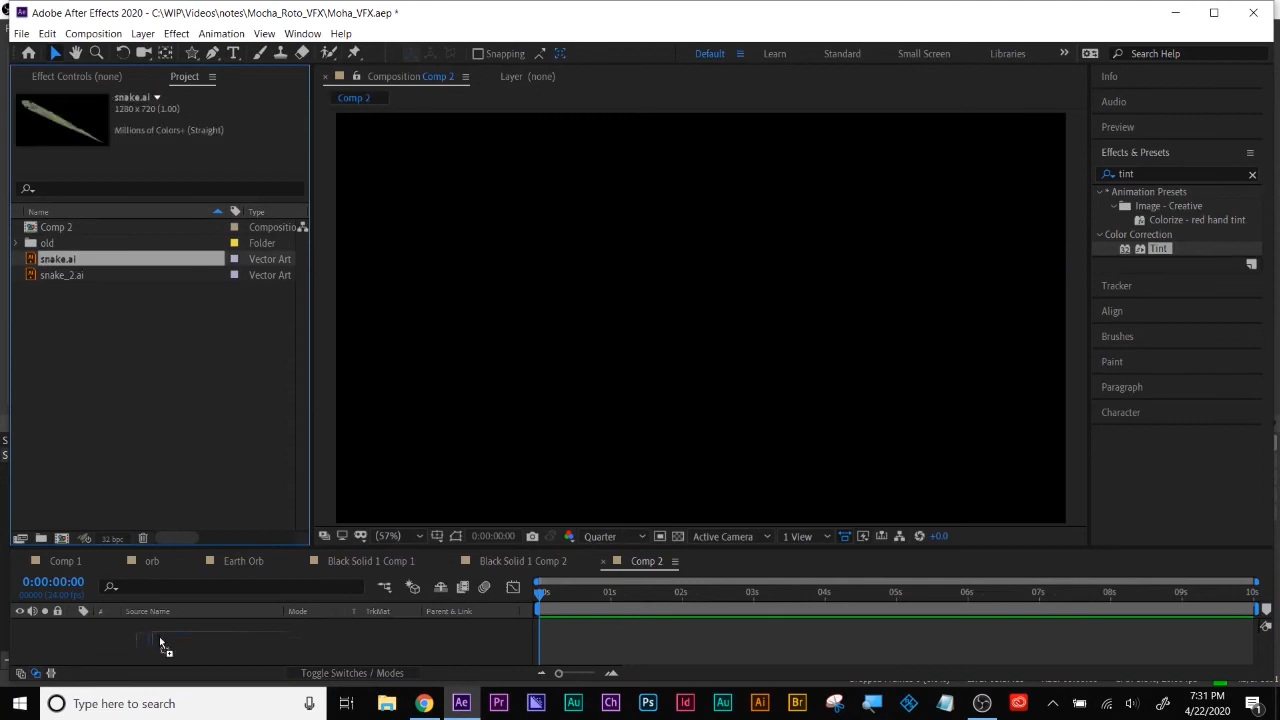 Adobe After Effects 2020 - C:\WIP\Videos\notes\Mocha_Roto_VFX\Moha_VFX.aep *
File Edit Composition Layer Effect Animation View Window Help
Snapping Default Learn Standard Small Screen Libraries Search Help
Effect Controls (none) Project
Composition Comp 2 Layer (none)
Info
snake.ai
1280 x 720 (1.00)
Comp 2
Audio
Millions of Colors+ (Straight)
Preview
Effects & Presets
tint
* Animation Presets
Image - Creative
Name Type
Colorize - red hand tint
Comp 2 Compositio
Color Correction
old Folder
Tint
snake.ai Vector Art
snake_2.ai Vector Art
Tracker
Align
Brushes
Paint
Paragraph
Character
32 bpc
(57%) 0:00:00:00 Quarter Active Camera 1 View +0.0
Comp 1 orb Earth Orb Black Solid 1 Comp 1 Black Solid 1 Comp 2 Comp 2
0:00:00:00
00000 (24.00 fps)
00s 01s 02s 03s 04s 05s 06s 07s 08s 09s 10s
# Source Name Mode T TrkMat Parent & Link
Toggle Switches / Modes
Type here to search
7:31 PM
4/22/2020